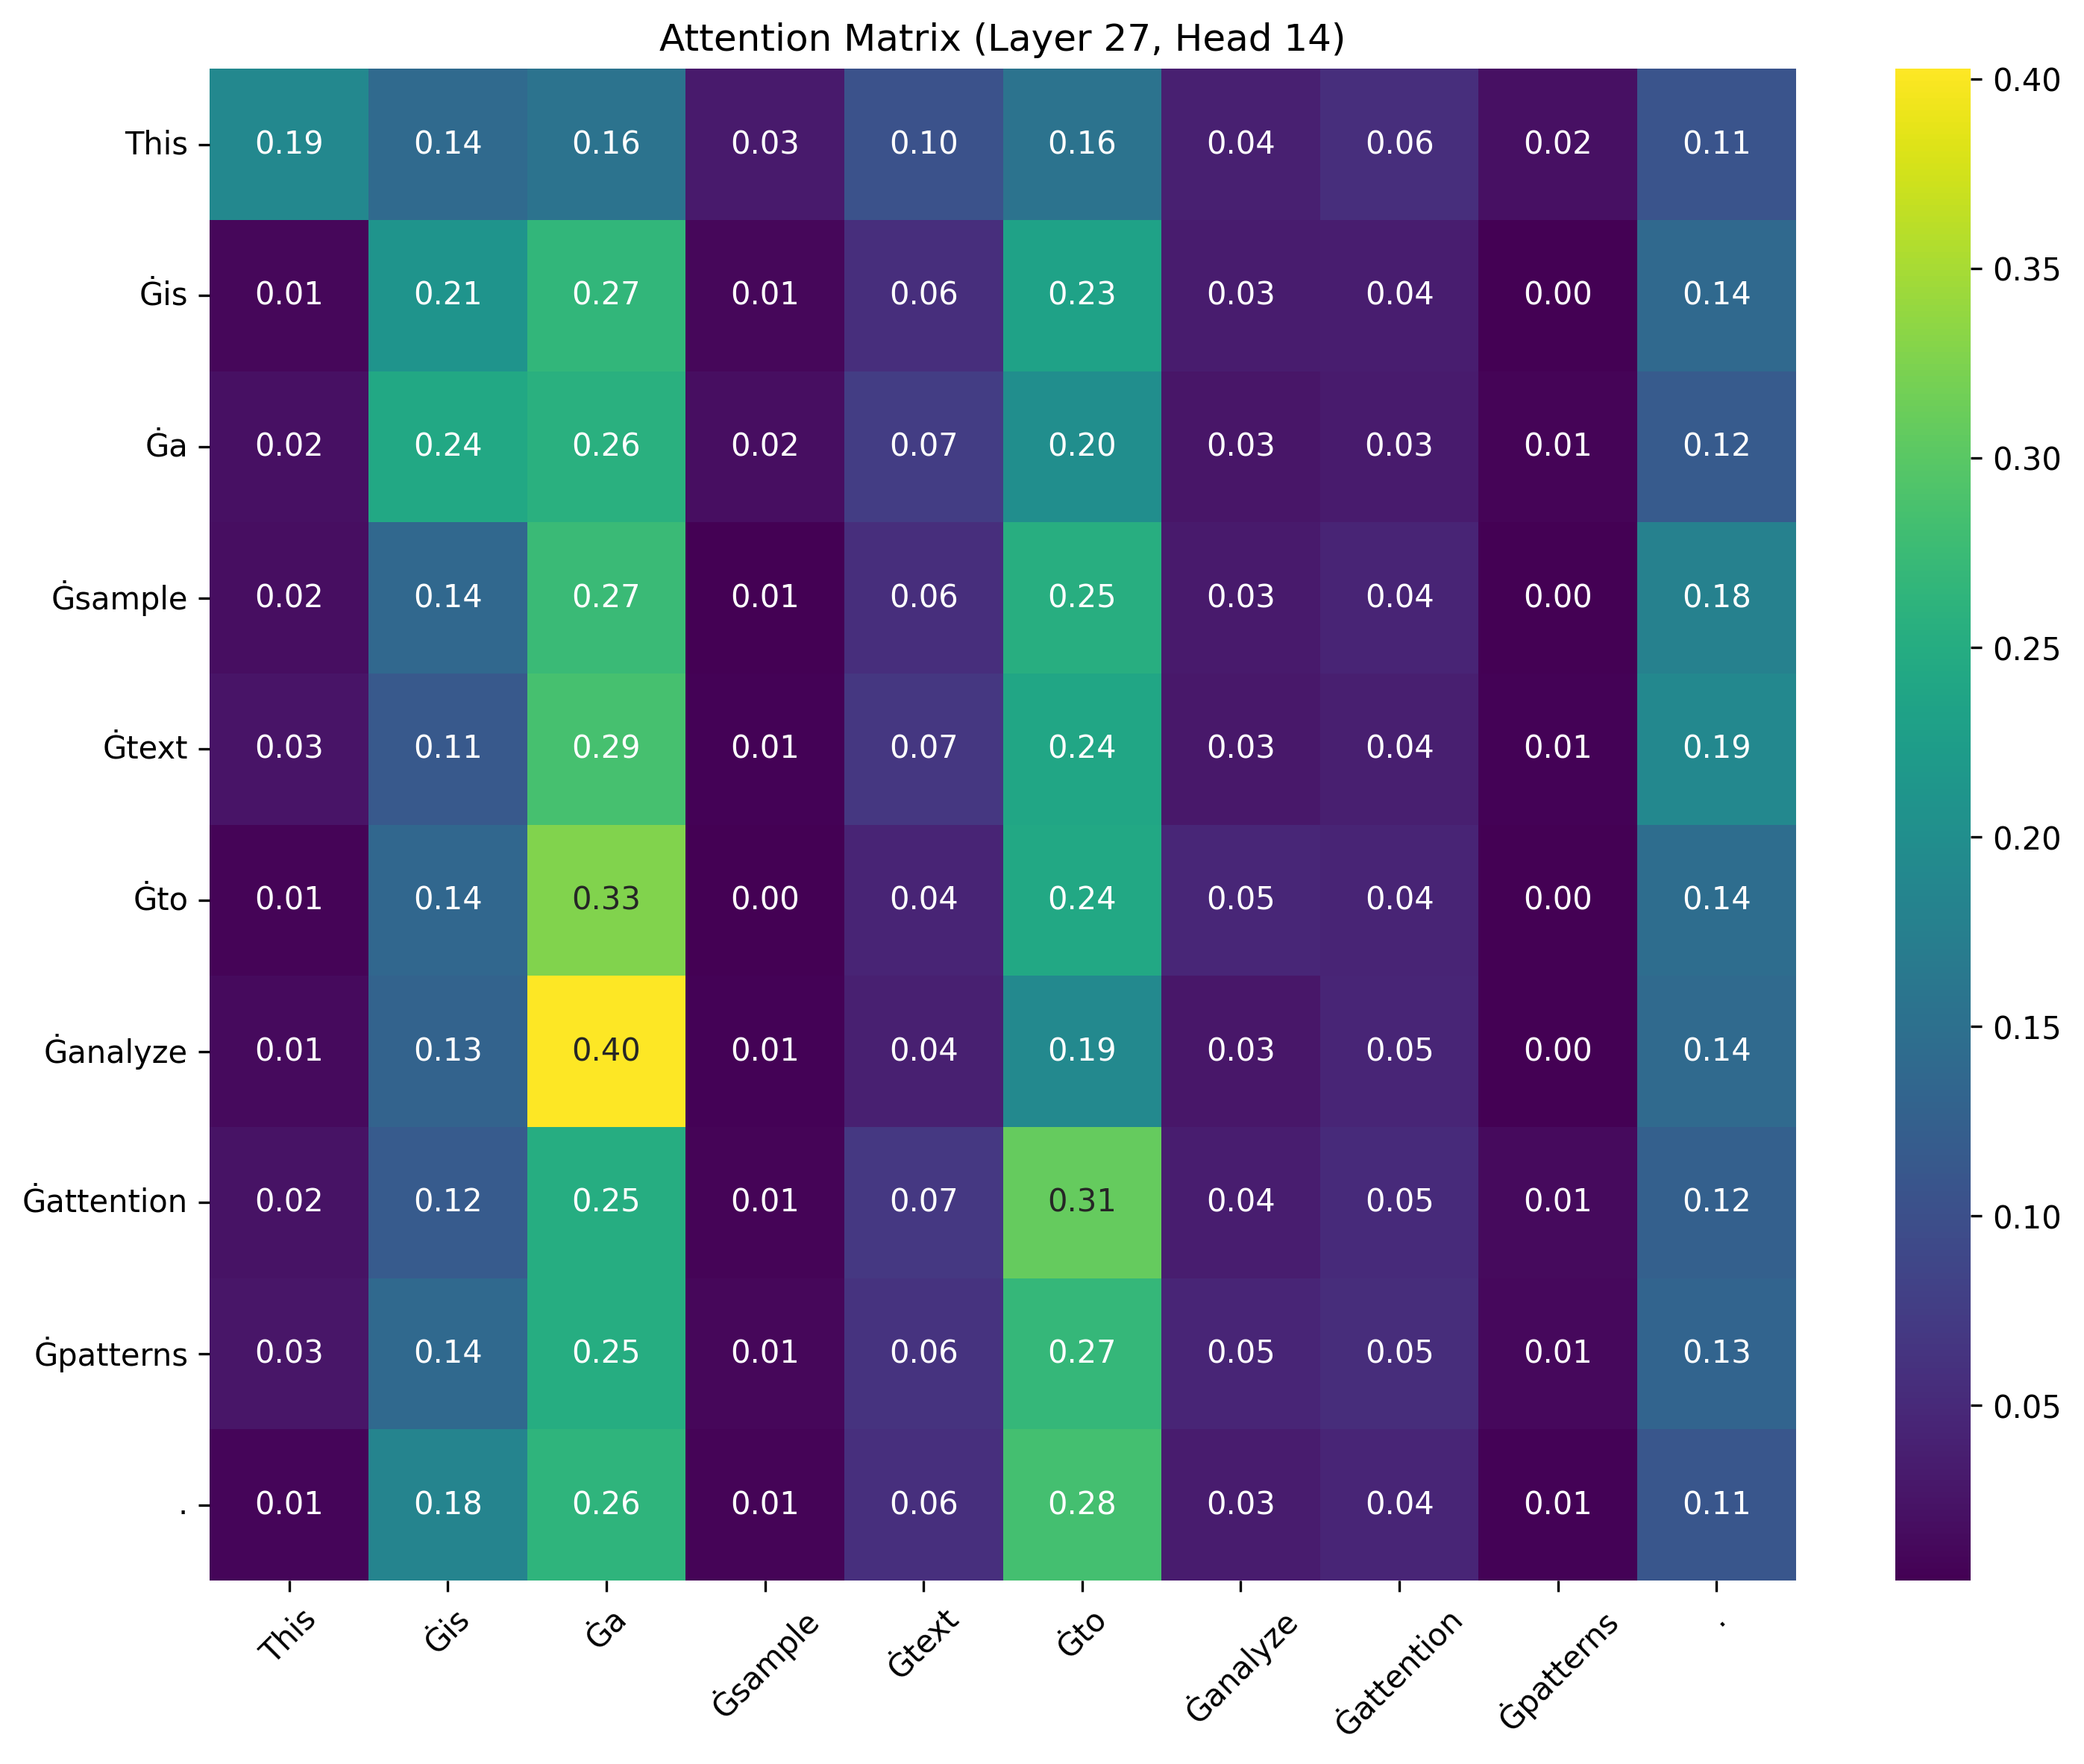 Attention Matrix (Layer 27, Head 14)
This 0.19 0.14 0.16 0.03 0.10 0.16 0.04 0.06 0.02 0.11
Ġis 0.01 0.21 0.27 0.01 0.06 0.23 0.03 0.04 0.00 0.14
Ġa 0.02 0.24 0.26 0.02 0.07 0.20 0.03 0.03 0.01 0.12
Ġsample 0.02 0.14 0.27 0.01 0.06 0.25 0.03 0.04 0.00 0.18
Ġtext 0.03 0.11 0.29 0.01 0.07 0.24 0.03 0.04 0.01 0.19
Ġto 0.01 0.14 0.33 0.00 0.04 0.24 0.05 0.04 0.00 0.14
Ġanalyze 0.01 0.13 0.40 0.01 0.04 0.19 0.03 0.05 0.00 0.14
Ġattention 0.02 0.12 0.25 0.01 0.07 0.31 0.04 0.05 0.01 0.12
Ġpatterns 0.03 0.14 0.25 0.01 0.06 0.27 0.05 0.05 0.01 0.13
. 0.01 0.18 0.26 0.01 0.06 0.28 0.03 0.04 0.01 0.11
This Ġis Ġa Ġsample Ġtext Ġto Ġanalyze Ġattention Ġpatterns .
0.40
0.35
0.30
0.25
0.20
0.15
0.10
0.05